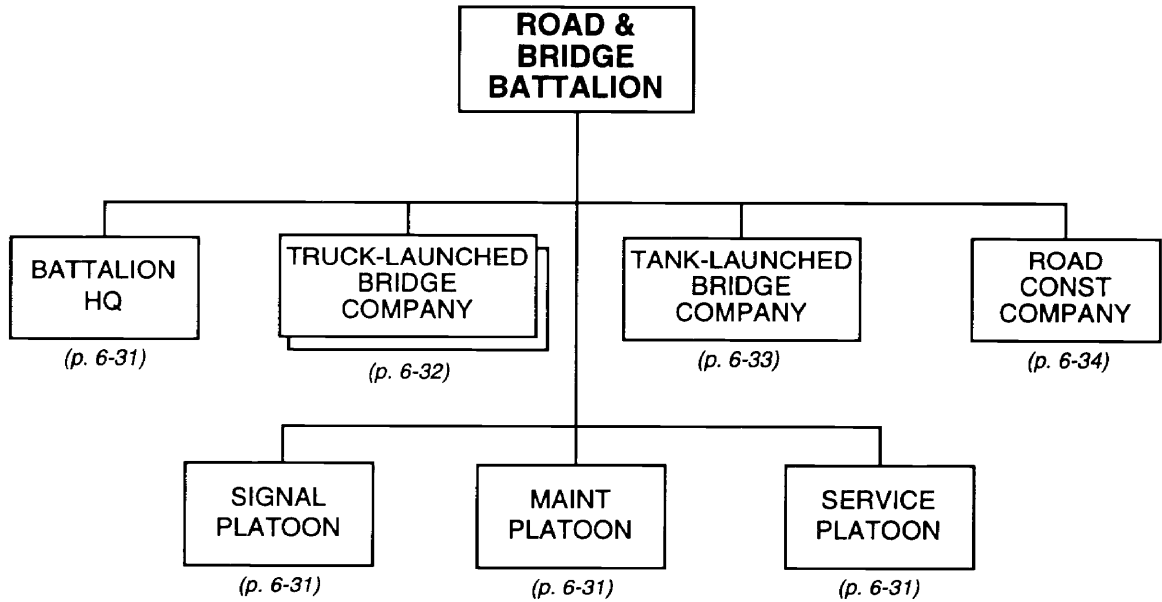 ROAD &
BRIDGE
BATTALION
BATTALION
HQ
(p. 6-31)
TRUCK-LAUNCHED
BRIDGE
COMPANY
(p. 6-32)
TANK-LAUNCHED
BRIDGE
COMPANY
(p. 6-33)
ROAD
CONST
COMPANY
(p. 6-34)
SIGNAL
PLATOON
(p. 6-31)
MAINT
PLATOON
(p. 6-31)
SERVICE
PLATOON
(p. 6-31)